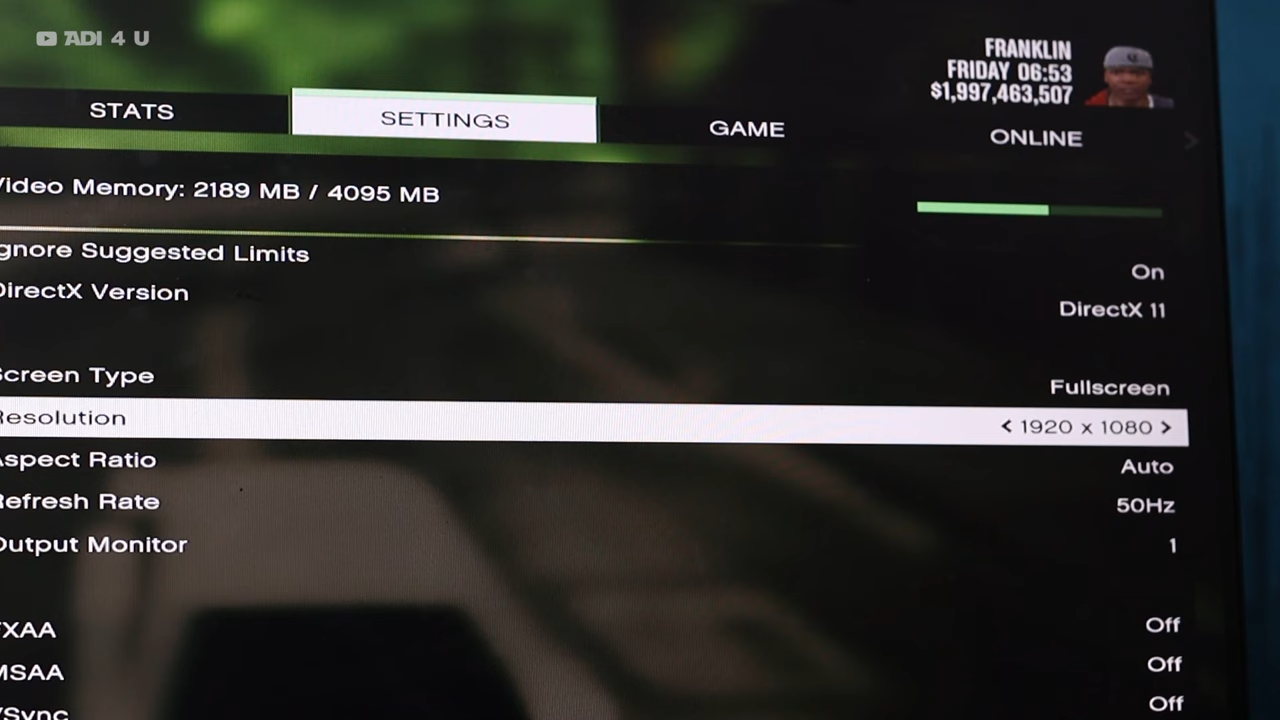 ADI 4 U
FRANKLIN
FRIDAY 06:53
$1,997,463,507
STATS
SETTINGS
GAME
ONLINE
Video Memory: 2189 MB / 4095 MB
gnore Suggested Limits
On
DirectX Version
DirectX 11
Screen Type
Fullscreen
Resolution
< 1920 x 1080 >
Aspect Ratio
Auto
Refresh Rate
50Hz
Output Monitor
1
FXAA
Off
MSAA
Off
VSync
Off